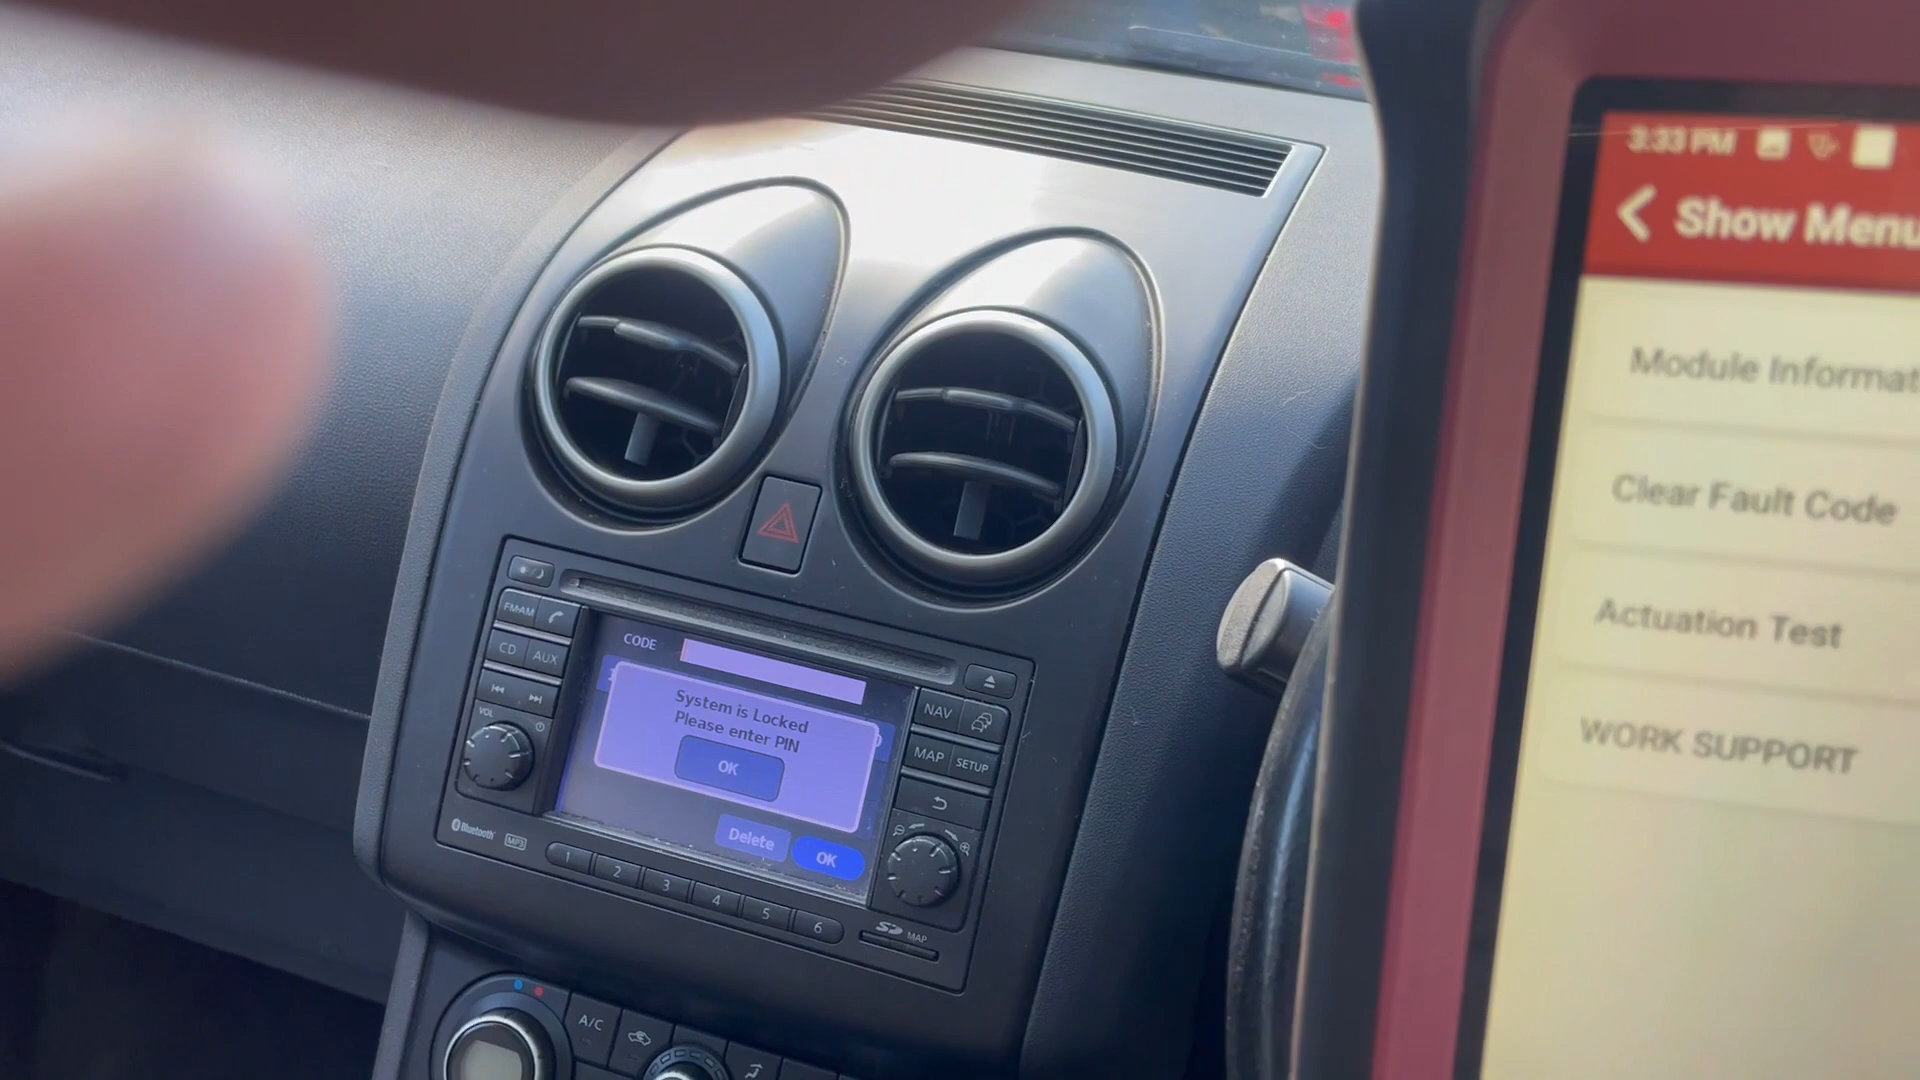 3:33 PM
Show Menu
Module Informat
Clear Fault Code
Actuation Test
WORK SUPPORT
CODE
System is Locked
Please enter PIN
OK
Delete
OK
FM·AM
CD
AUX
VOL
Bluetooth
MP3
1
2
3
4
5
6
NAV
MAP
SETUP
SD
MAP
A/C